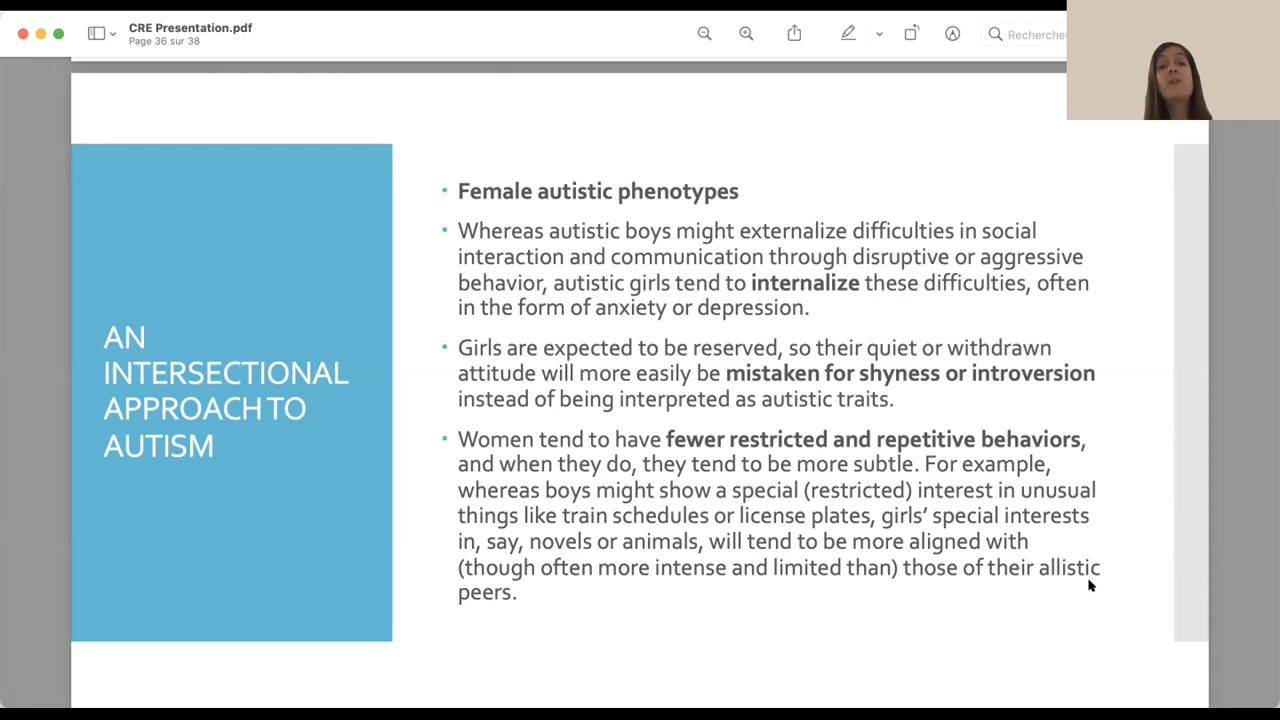 CRE Presentation.pdf
Page 36 sur 38
Recherche
AN
INTERSECTIONAL
APPROACH TO
AUTISM
• Female autistic phenotypes
• Whereas autistic boys might externalize difficulties in social
interaction and communication through disruptive or aggressive
behavior, autistic girls tend to internalize these difficulties, often
in the form of anxiety or depression.
• Girls are expected to be reserved, so their quiet or withdrawn
attitude will more easily be mistaken for shyness or introversion
instead of being interpreted as autistic traits.
• Women tend to have fewer restricted and repetitive behaviors,
and when they do, they tend to be more subtle. For example,
whereas boys might show a special (restricted) interest in unusual
things like train schedules or license plates, girls’ special interests
in, say, novels or animals, will tend to be more aligned with
(though often more intense and limited than) those of their allistic
peers.